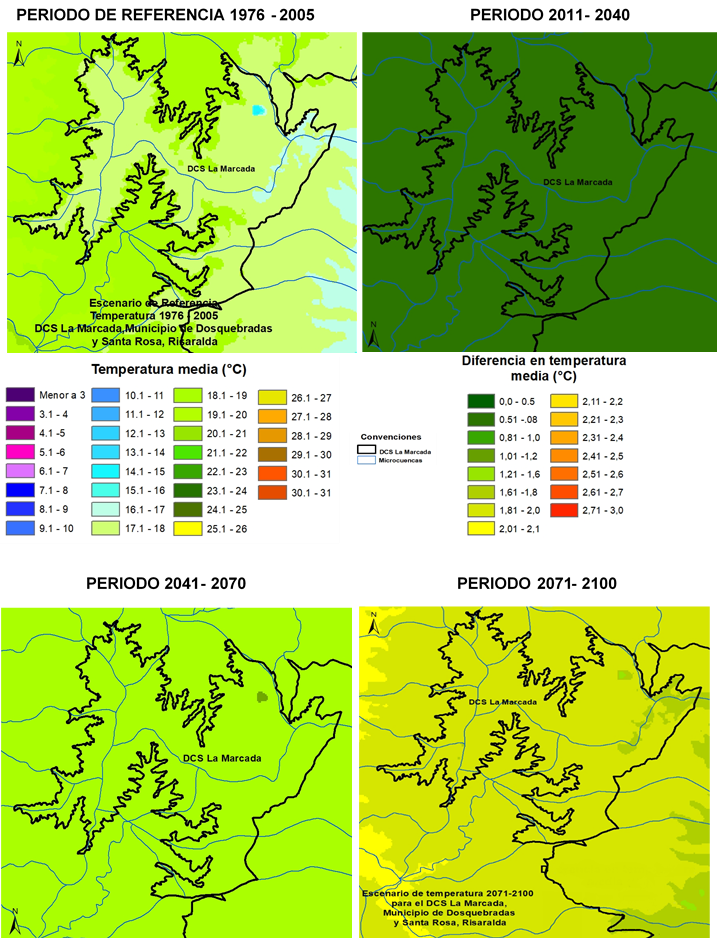 PERIODO DE REFERENCIA 1976 - 2005
PERIODO 2011- 2040
N
DCS La Marcada
DCS La Marcada
Escenario de Referencia
Temperatura 1976 - 2005
DCS La Marcada,Municipio de Dosquebradas
y Santa Rosa, Risaralda
N
Temperatura media (°C)
Menor a 3
3.1 - 4
4.1 -5
5.1 -6
6.1 - 7
7.1 - 8
8.1 - 9
9.1 - 10
10.1 - 11
11.1 - 12
12.1 - 13
13.1 - 14
14.1 - 15
15.1 - 16
16.1 - 17
17.1 - 18
18.1 - 19
19.1 - 20
20.1 - 21
21.1 - 22
22.1 - 23
23.1 - 24
24.1 - 25
25.1 - 26
26.1 - 27
27.1 - 28
28.1 - 29
29.1 - 30
30.1 - 31
30.1 - 31
Convenciones
DCS La Marcada
Microcuencas
Diferencia en temperatura
media (°C)
0,0 - 0.5
0.51 -.08
0,81 - 1,0
1,01 -1,2
1,21 - 1,6
1,61 -1,8
1,81 - 2,0
2,01 - 2,1
2,11 - 2,2
2,21 - 2,3
2,31 - 2,4
2,41 - 2,5
2,51 - 2,6
2,61 - 2,7
2,71 - 3,0
PERIODO 2041- 2070
PERIODO 2071- 2100
N
DCS La Marcada
DCS La Marcada
Escenario de temperatura 2071-2100
para el DCS La Marcada,
Municipio de Dosquebradas
y Santa Rosa, Risaralda
N